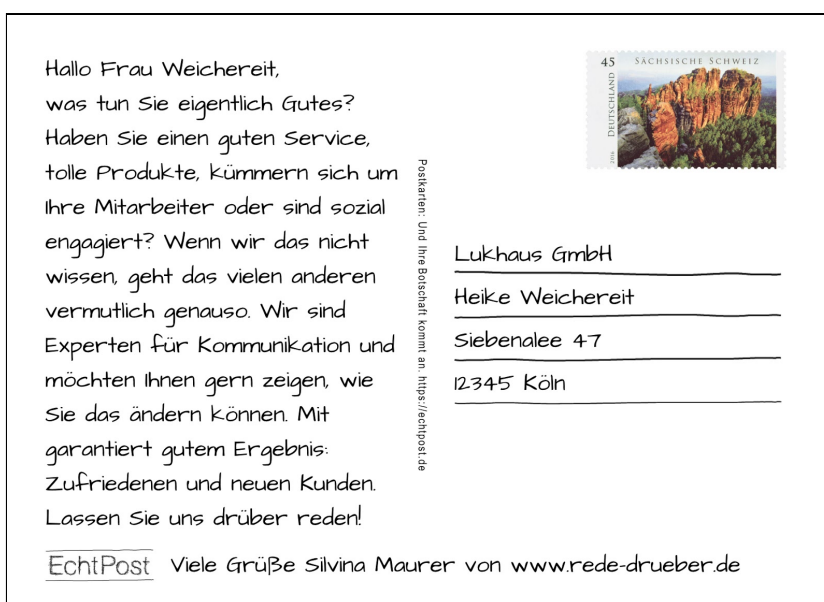 Hallo Frau Weichereit,
was tun Sie eigentlich Gutes?
Haben Sie einen guten Service,
tolle Produkte, kümmern sich um
Ihre Mitarbeiter oder sind sozial
engagiert? Wenn wir das nicht
wissen, geht das vielen anderen
vermutlich genauso. Wir sind
Experten für Kommunikation und
möchten Ihnen gern zeigen, wie
Sie das ändern können. Mit
garantiert gutem Ergebnis:
Zufriedenen und neuen Kunden.
Lassen Sie uns drüber reden!
EchtPost Viele Grüße Silvina Maurer von www.rede-drueber.de
Postkarten: Und Ihre Botschaft kommt an. https://echtpost.de
45 SÄCHSISCHE SCHWEIZ
DEUTSCHLAND
2016
Lukhaus GmbH
Heike Weichereit
Siebenalee 47
12345 Köln